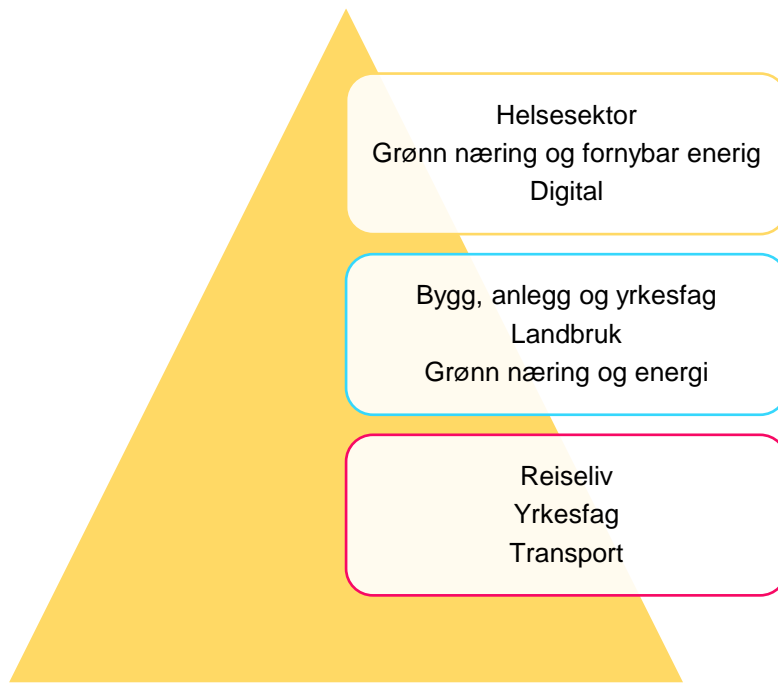 Helsesektor
Grønn næring og fornybar enerig
Digital
Bygg, anlegg og yrkesfag
Landbruk
Grønn næring og energi
Reiseliv
Yrkesfag
Transport